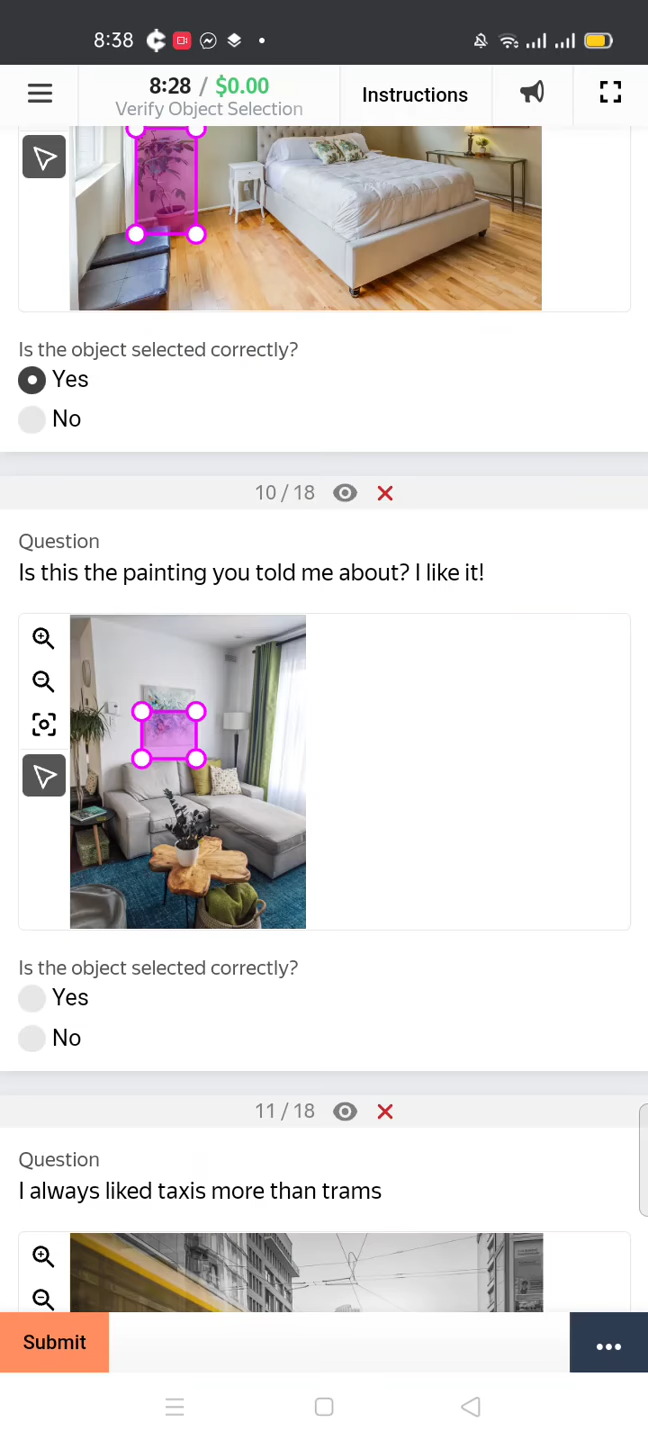 8:38
8:28 / $0.00
Verify Object Selection
Instructions
Is the object selected correctly?
Yes
No
10 / 18
Question
Is this the painting you told me about? I like it!
Is the object selected correctly?
Yes
No
11 / 18
Question
I always liked taxis more than trams
Submit